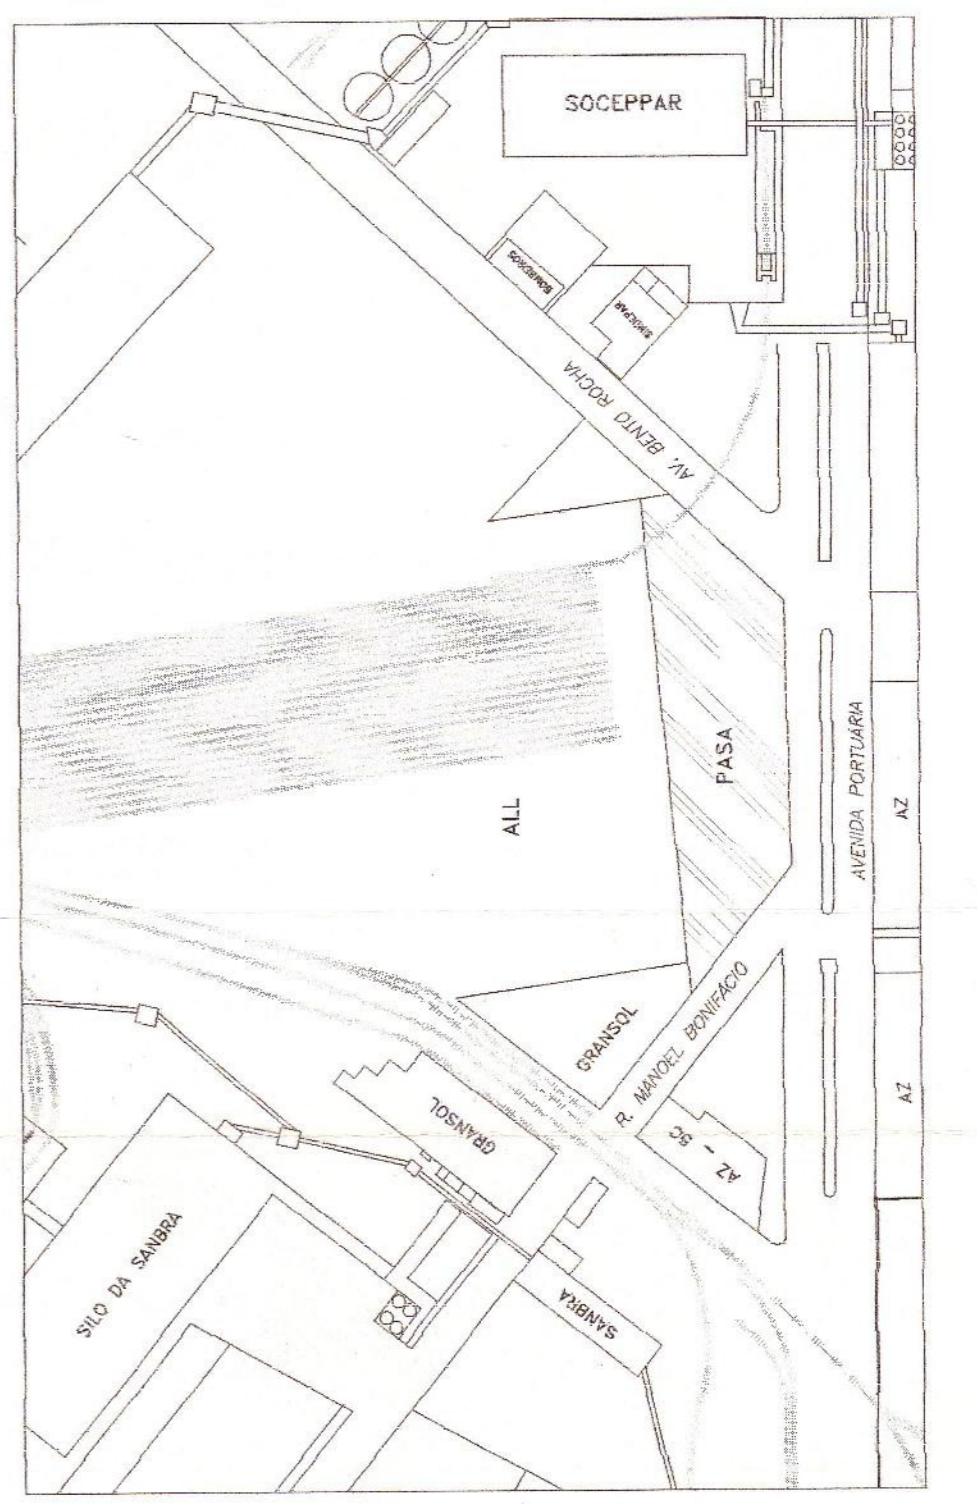 SOCEPPAR
BOMBEIROS
SINDEPAR
AV. BENTO ROCHA
PASA
ALL
AVENIDA PORTUÁRIA
AZ
GRANSOL
R. MANOEL BONIFÁCIO
AZ
GRANSOL
AZ - 5C
SILO DA SANBRA
SANBRA